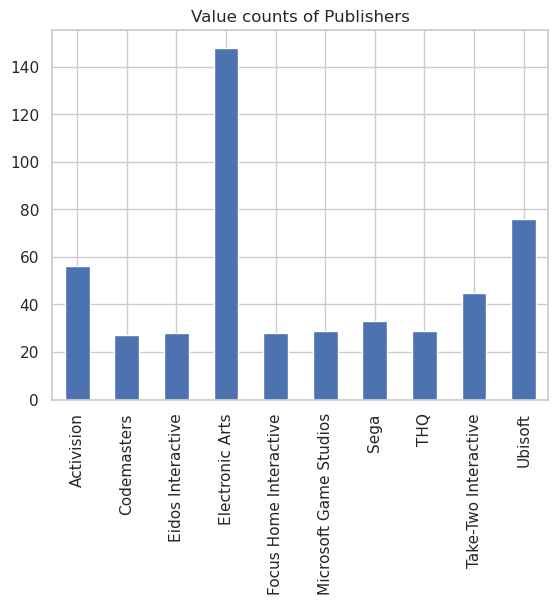 Value counts of Publishers
140
120
100
80
60
40
20
0
Activision
Codemasters
Eidos Interactive
Electronic Arts
Focus Home Interactive
Microsoft Game Studios
Sega
THQ
Take-Two Interactive
Ubisoft